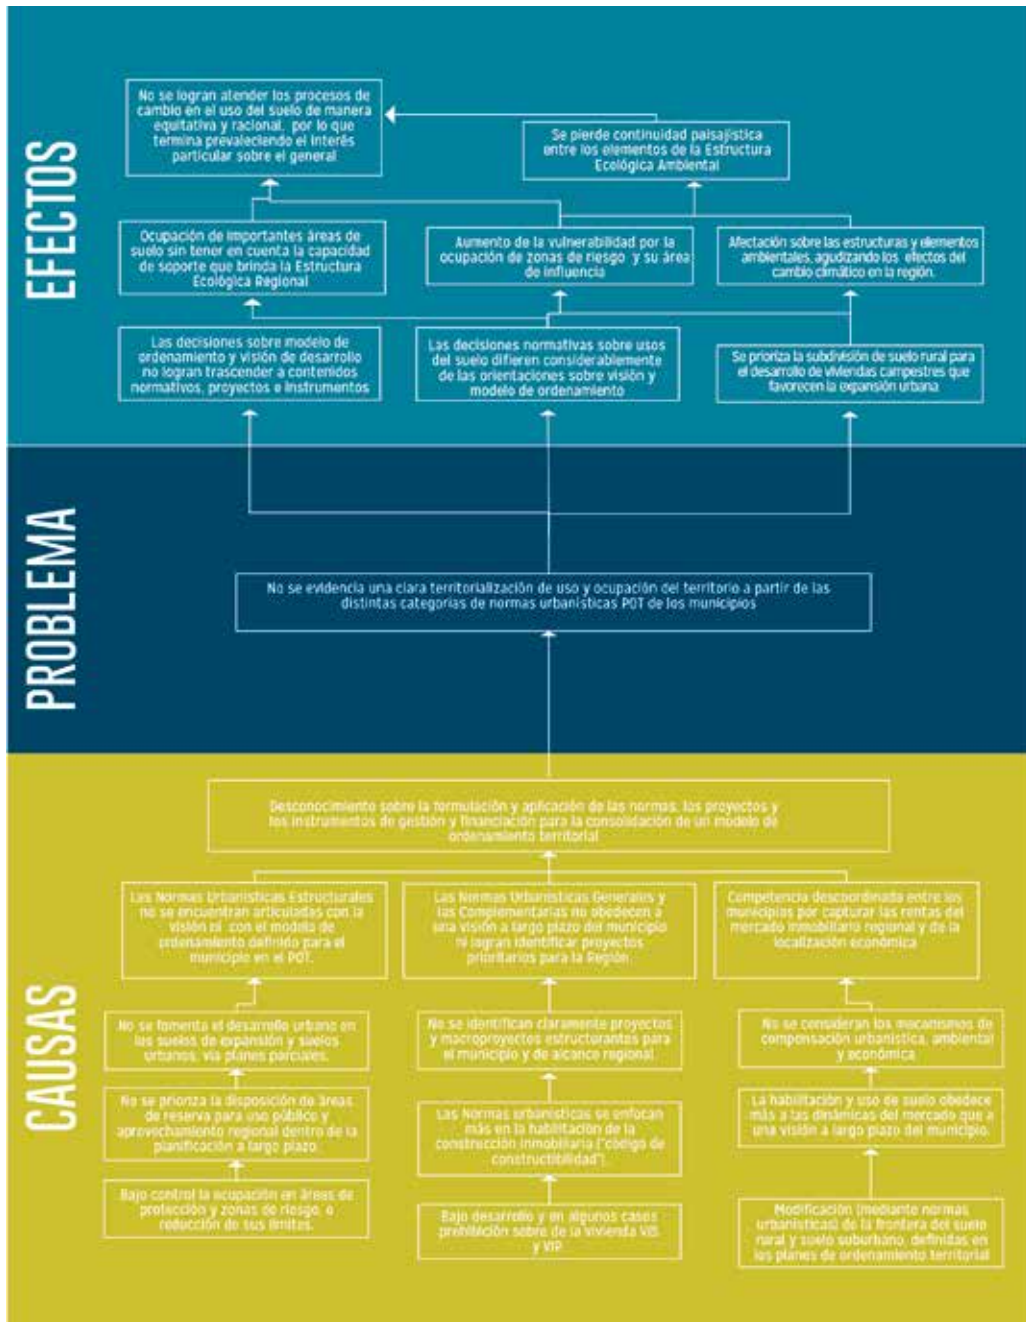 EFECTOS
No se logran atender los procesos de
cambio en el uso del suelo de manera
equitativa y racional, por lo que
termina prevaleciendo el interés
particular sobre el general
Se pierde continuidad paisajística
entre los elementos de la Estructura
Ecológica Ambiental
Ocupación de importantes áreas de
suelo sin tener en cuenta la capacidad
de soporte que brinda la Estructura
Ecológica Regional
Aumento de la vulnerabilidad por la
ocupación de zonas de riesgo y su área
de influencia
Afectación sobre las estructuras y elementos
ambientales, agudizando los efectos del
cambio climático en la región.
Las decisiones sobre modelo de
ordenamiento y visión de desarrollo
no logran trascender a contenidos
normativos, proyectos e instrumentos
Las decisiones normativas sobre usos
del suelo difieren considerablemente
de las orientaciones sobre visión y
modelo de ordenamiento
Se prioriza la subdivisión de suelo rural para
el desarrollo de viviendas campestres que
favorecen la expansión urbana
PROBLEMA
No se evidencia una clara territorialización de uso y ocupación del territorio a partir de las
distintas categorías de normas urbanísticas POT de los municipios
CAUSAS
Desconocimiento sobre la formulación y aplicación de las normas, los proyectos y
los instrumentos de gestión y financiación para la consolidación de un modelo de
ordenamiento territorial
Las Normas Urbanísticas Estructurales
no se encuentran articuladas con la
visión ni con el modelo de
ordenamiento definido para el
municipio en el POT.
Las Normas Urbanísticas Generales y
las Complementarias no obedecen a
una visión a largo plazo del municipio
ni logran identificar proyectos
prioritarios para la Región.
Competencia descoordinada entre los
municipios por capturar las rentas del
mercado inmobiliario regional y de la
localización económica
No se fomenta el desarrollo urbano en
los suelos de expansión y suelos
urbanos, vía planes parciales.
No se identifican claramente proyectos
y macroproyectos estructurantes para
el municipio y de alcance regional
No se consideran los mecanismos de
compensación urbanística, ambiental
y económica
No se prioriza la disposición de áreas
de reserva para uso público y
aprovechamiento regional dentro de la
planificación a largo plazo
Las Normas urbanísticas se enfocan
más en la habilitación de la
construcción inmobiliaria ("código de
constructibilidad").
La habilitación y uso de suelo obedece
más a las dinámicas del mercado que a
una visión a largo plazo del municipio.
Bajo control la ocupación en áreas de
protección y zonas de riesgo, o
reducción de sus límites.
Bajo desarrollo y en algunos casos
prohibición sobre de la vivienda VIS
y VIP
Modificación (mediante normas
urbanísticas) de la frontera del suelo
rural y suelo suburbano, definidas en
los planes de ordenamiento territorial